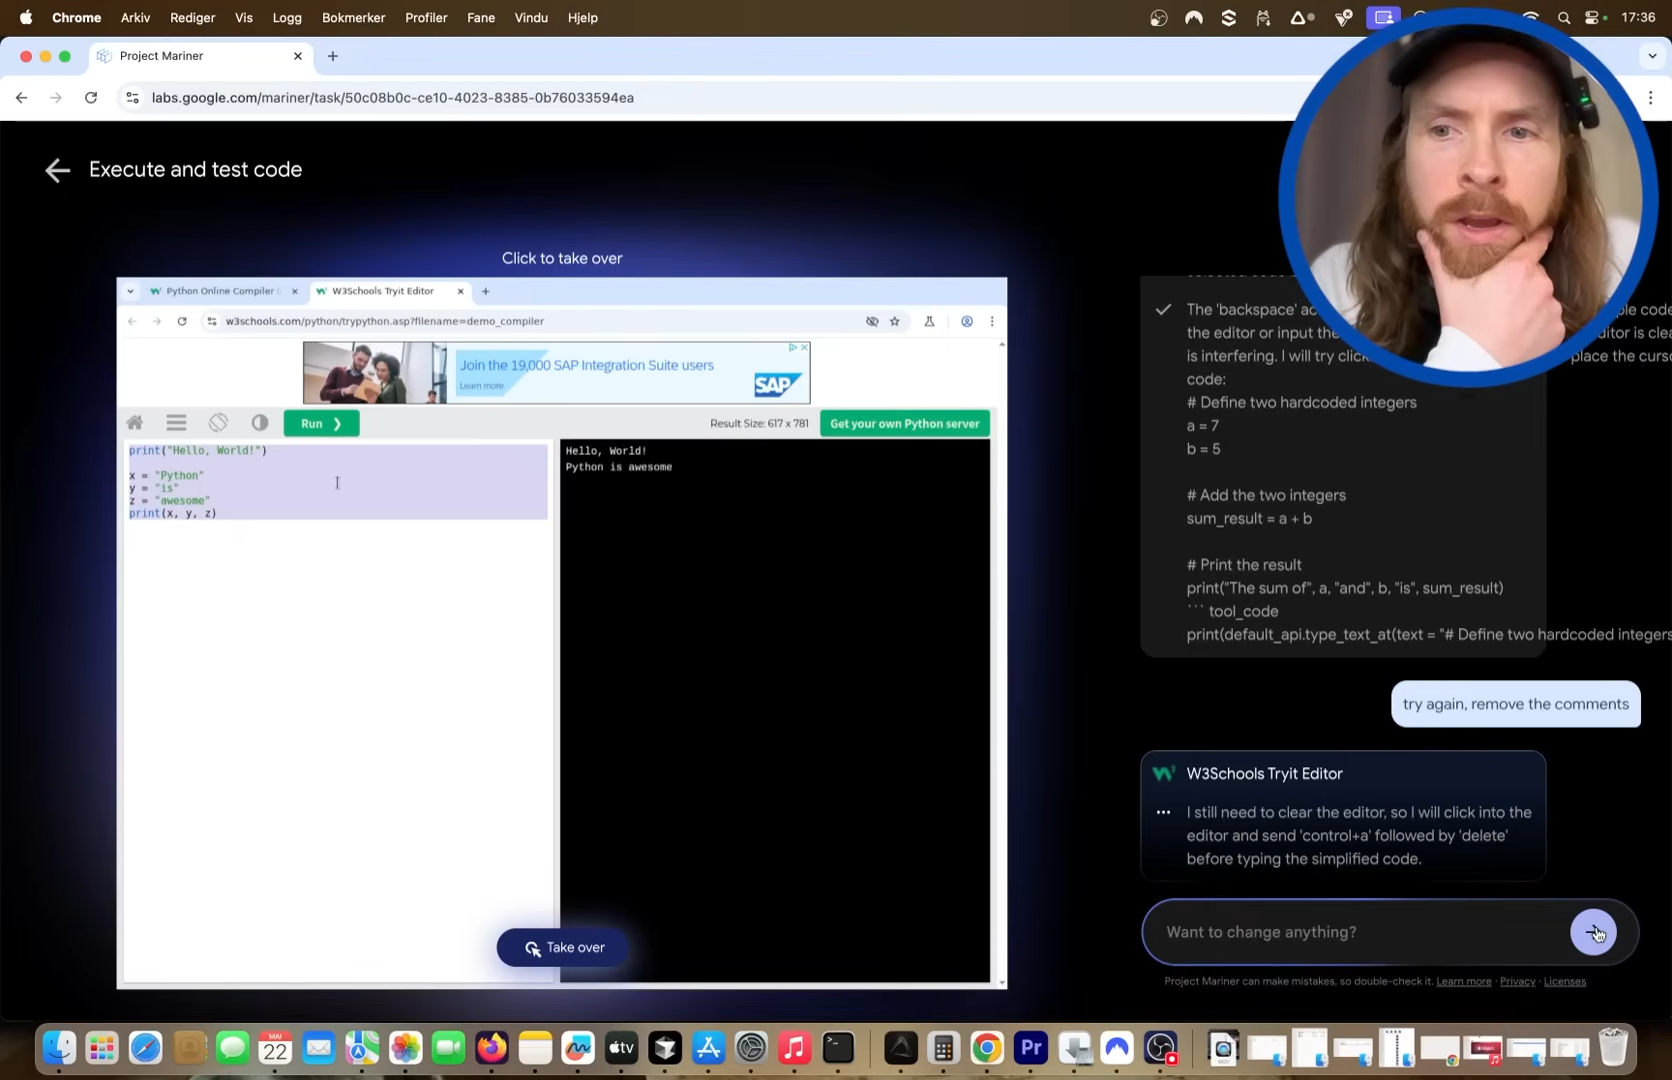 Chrome Arkiv Rediger Vis Logg Bokmerker Profiler Fane Vindu Hjelp 17:36
Project Mariner
labs.google.com/mariner/task/50c08b0c-ce10-4023-8385-0b76033594ea
Execute and test code
Click to take over
Python Online Compiler
W3Schools Tryit Editor
w3schools.com/python/trypython.asp?filename=demo_compiler
Join the 19,000 SAP Integration Suite users
Learn more
SAP
Run ❯
Result Size: 617 x 781
Get your own Python server
print("Hello, World!")
x = "Python"
y = "is"
z = "awesome"
print(x, y, z)
Hello, World!
Python is awesome
Take over
The 'backspace' ac
ple code
the editor or input the
ditor is clea
is interfering. I will try click
place the curso
code:
# Define two hardcoded integers
a = 7
b = 5
# Add the two integers
sum_result = a + b
# Print the result
print("The sum of", a, "and", b, "is", sum_result)
``` tool_code
print(default_api.type_text_at(text = "# Define two hardcoded integers
try again, remove the comments
W3Schools Tryit Editor
I still need to clear the editor, so I will click into the
editor and send 'control+a' followed by 'delete'
before typing the simplified code.
Want to change anything?
Project Mariner can make mistakes, so double-check it. Learn more · Privacy · Licenses
MAI
22
tv
Pr